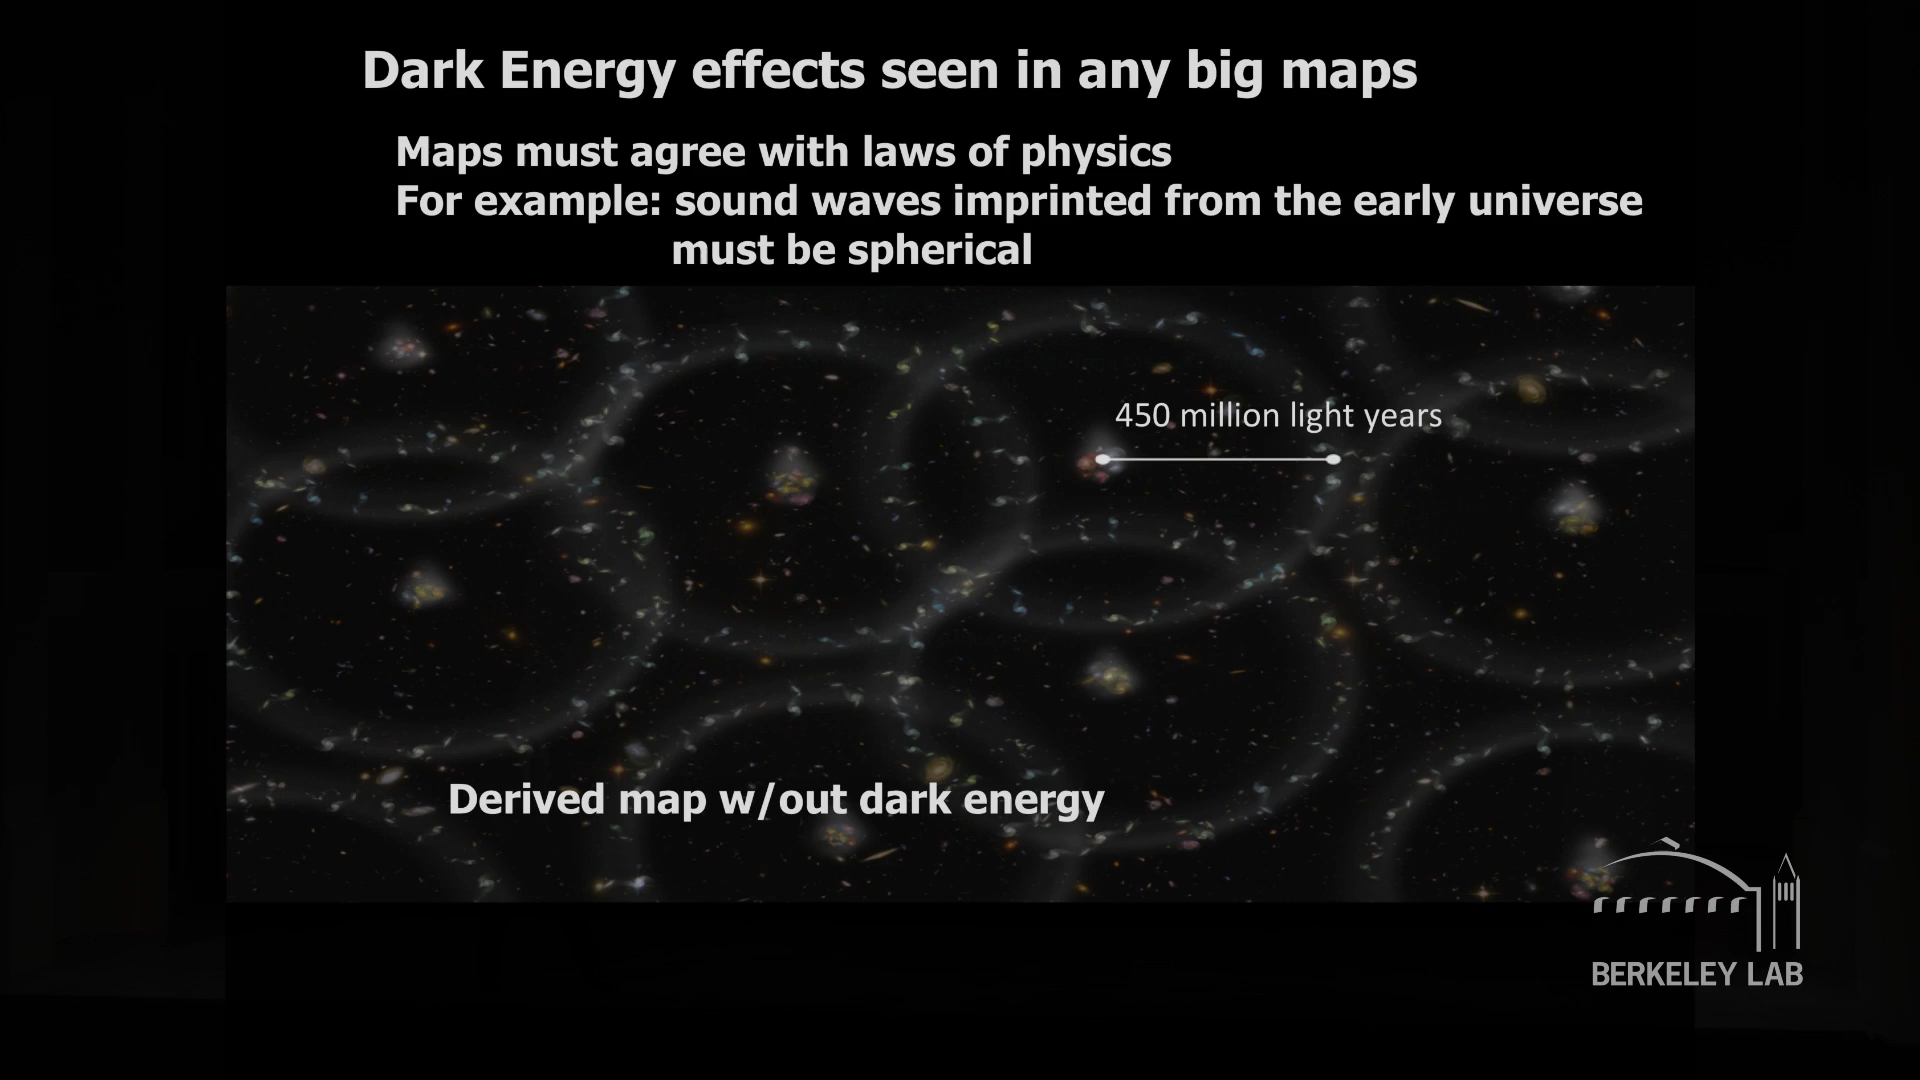 Dark Energy effects seen in any big maps
Maps must agree with laws of physics
For example: sound waves imprinted from the early universe
must be spherical
450 million light years
Derived map w/out dark energy
BERKELEY LAB